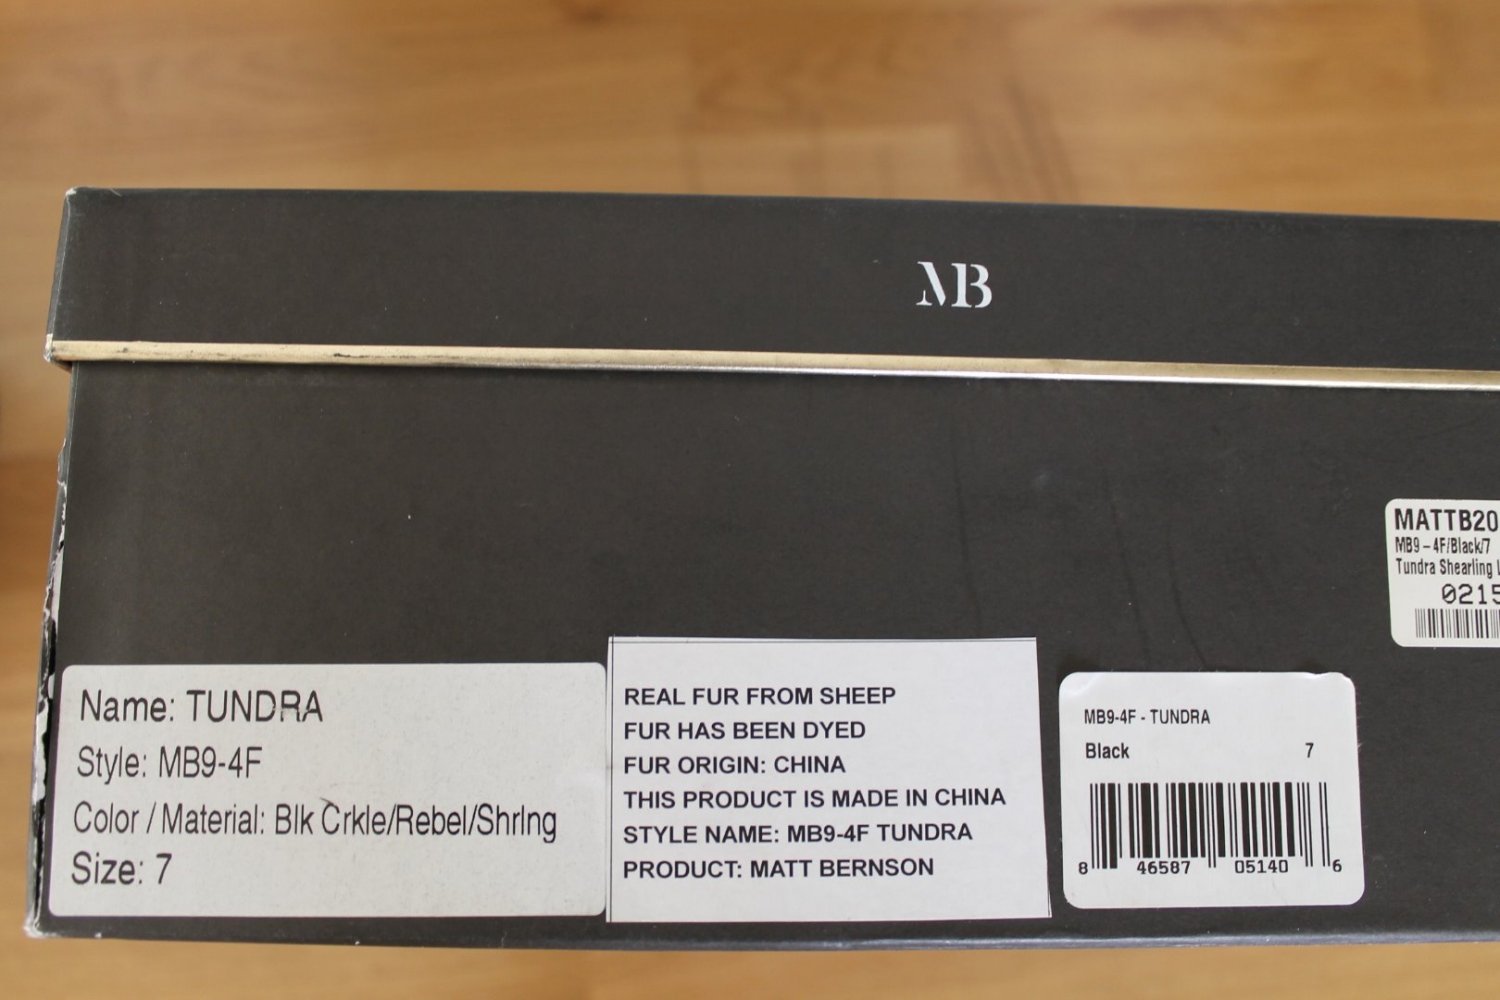 MB
MATTB20
MB9-4F/Black/7
Tundra Shearling L
0215
Name: TUNDRA
Style: MB9-4F
Color / Material: Blk Crkle/Rebel/Shrlng
Size: 7
REAL FUR FROM SHEEP
FUR HAS BEEN DYED
FUR ORIGIN: CHINA
THIS PRODUCT IS MADE IN CHINA
STYLE NAME: MB9-4F TUNDRA
PRODUCT: MATT BERNSON
MB9-4F - TUNDRA
Black 7
8 46587 05140 6